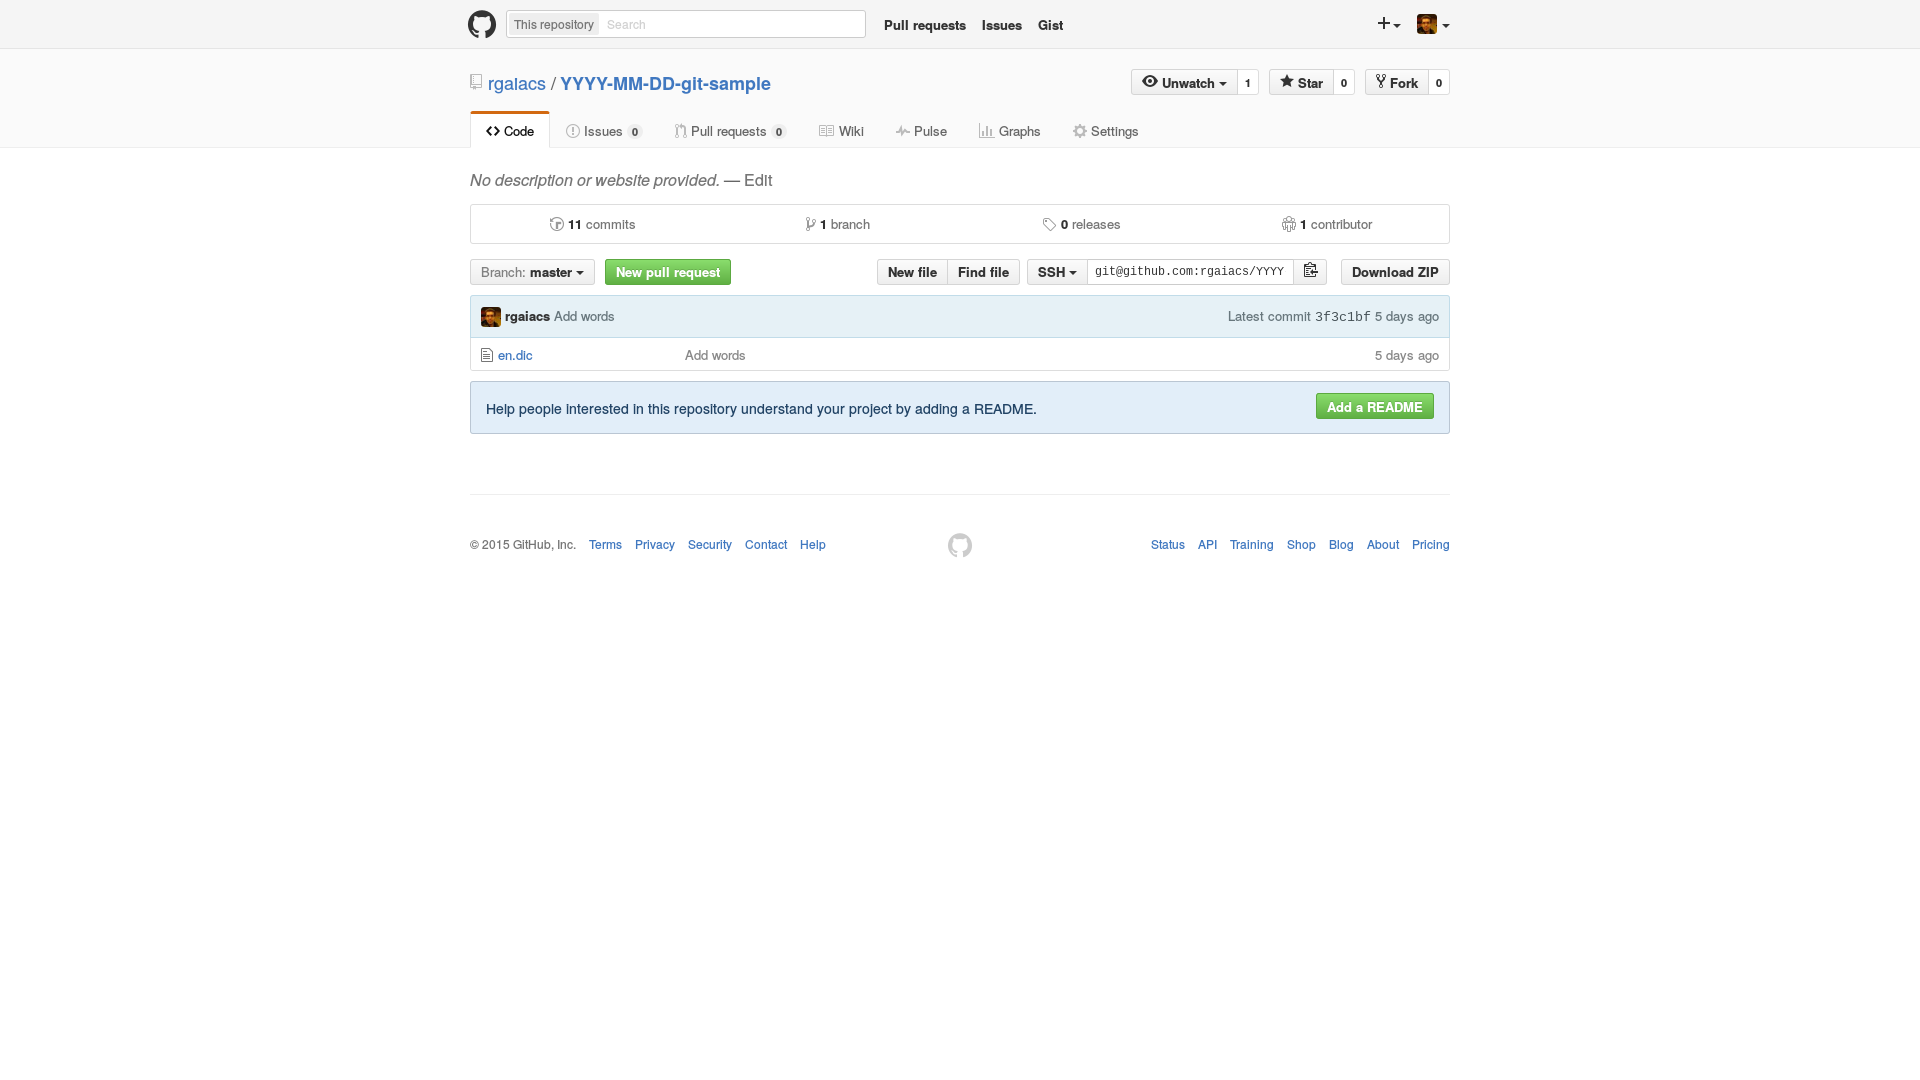 This repository Search Pull requests Issues Gist
rgaiacs / YYYY-MM-DD-git-sample Unwatch 1 Star 0 Fork 0
Code Issues 0 Pull requests 0 Wiki Pulse Graphs Settings
No description or website provided. — Edit
11 commits 1 branch 0 releases 1 contributor
Branch: master New pull request New file Find file SSH git@github.com:rgaiacs/YYYY Download ZIP
rgaiacs Add words Latest commit 3f3c1bf 5 days ago
en.dic Add words 5 days ago
Help people interested in this repository understand your project by adding a README. Add a README
© 2015 GitHub, Inc. Terms Privacy Security Contact Help Status API Training Shop Blog About Pricing